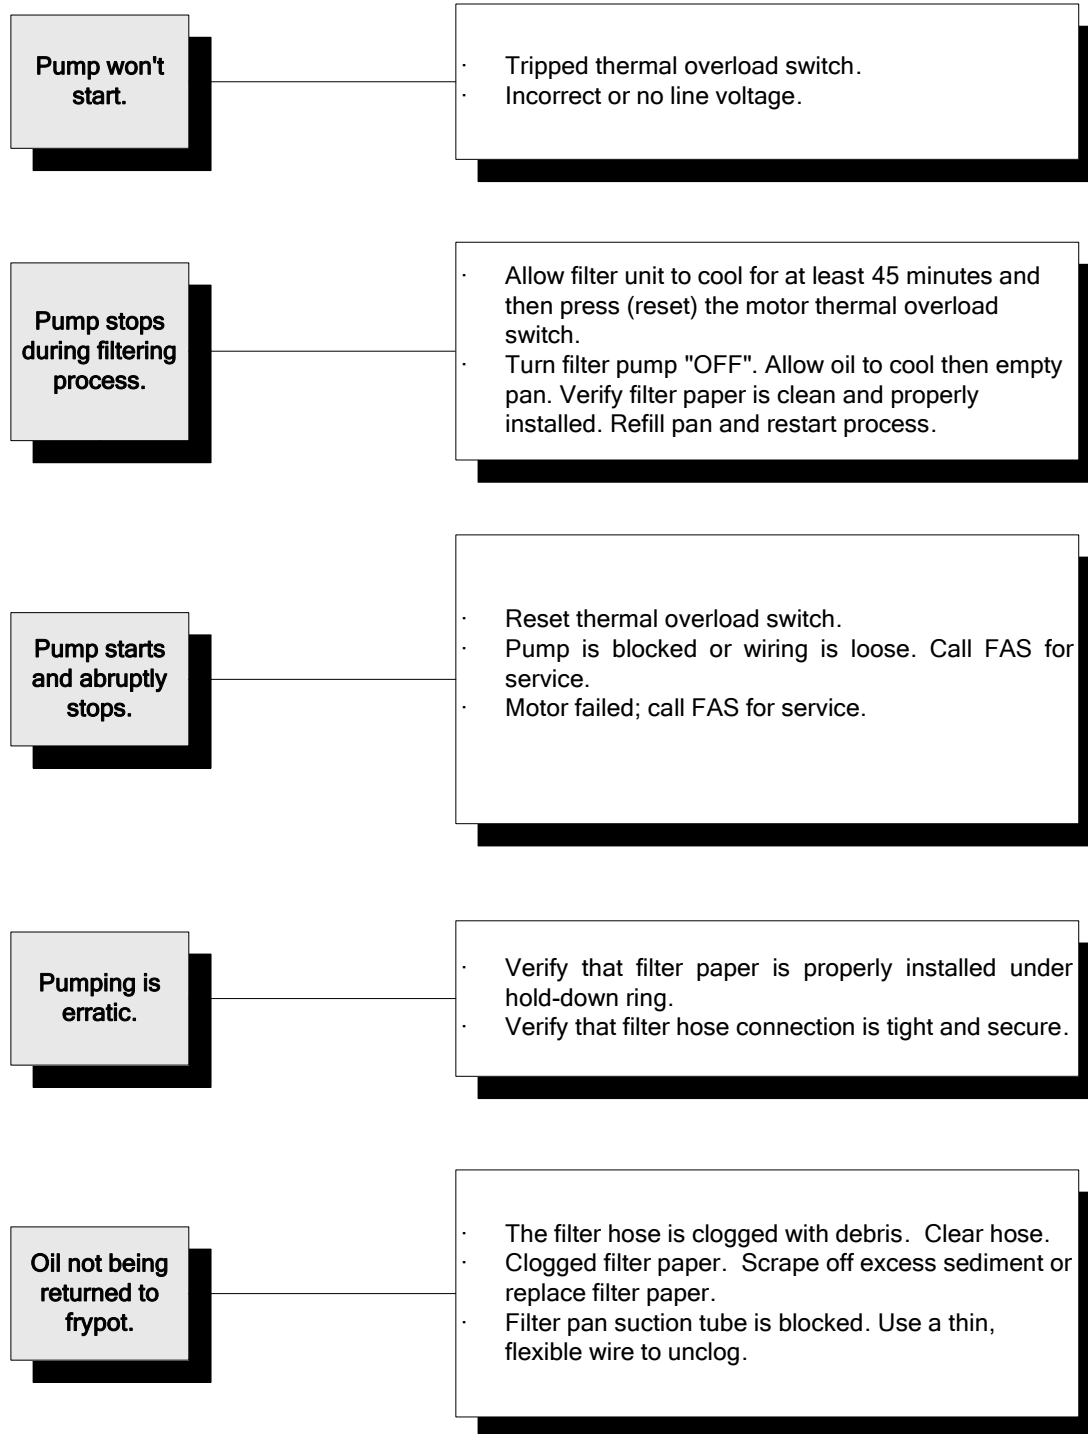 Pump won't
start.
· Tripped thermal overload switch.
· Incorrect or no line voltage.
Pump stops
during filtering
process.
· Allow filter unit to cool for at least 45 minutes and
then press (reset) the motor thermal overload
switch.
· Turn filter pump "OFF". Allow oil to cool then empty
pan. Verify filter paper is clean and properly
installed. Refill pan and restart process.
Pump starts
and abruptly
stops.
· Reset thermal overload switch.
· Pump is blocked or wiring is loose. Call FAS for
service.
· Motor failed; call FAS for service.
Pumping is
erratic.
· Verify that filter paper is properly installed under
hold-down ring.
· Verify that filter hose connection is tight and secure.
Oil not being
returned to
frypot.
· The filter hose is clogged with debris.  Clear hose.
· Clogged filter paper.  Scrape off excess sediment or
replace filter paper.
· Filter pan suction tube is blocked. Use a thin,
flexible wire to unclog.